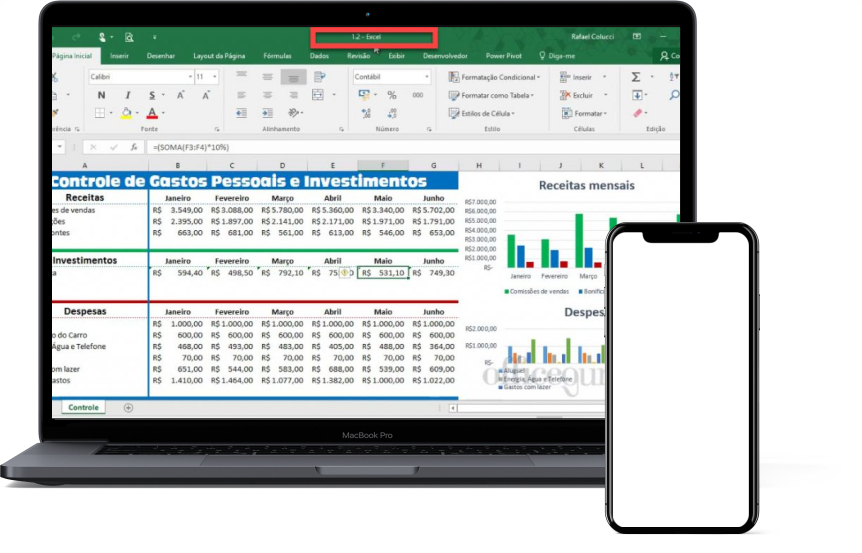 1.2 - Excel
Rafael Colucci
Página Inicial Inserir Desenhar Layout da Página Fórmulas Dados Revisão Exibir Desenvolvedor Power Pivot Diga-me Co
Calibri 11 Contábil Formatação Condicional Inserir
N I S A A % 000 Formatar como Tabela Excluir
Estilos de Célula Formatar
rência Fonte Alinhamento Número Estilo Células Edição
fx =(SOMA(F3:F4)*10%)
A B C D E F G H I J K L
Controle de Gastos Pessoais e Investimentos
Receitas Janeiro Fevereiro Março Abril Maio Junho
es de vendas R$ 3.549,00 R$ 3.088,00 R$ 5.780,00 R$ 5.360,00 R$ 3.340,00 R$ 5.702,00
ões R$ 2.395,00 R$ 1.897,00 R$ 2.141,00 R$ 2.171,00 R$ 1.971,00 R$ 1.791,00
ontes R$ 663,00 R$ 681,00 R$ 561,00 R$ 613,00 R$ 546,00 R$ 653,00
Investimentos Janeiro Fevereiro Março Abril Maio Junho
a R$ 594,40 R$ 498,50 R$ 792,10 R$ 75 0 R$ 531,10 R$ 749,30
Despesas Janeiro Fevereiro Março Abril Maio Junho
R$ 1.000,00 R$ 1.000,00 R$ 1.000,00 R$ 1.000,00 R$ 1.000,00 R$ 1.000,00
o do Carro R$ 600,00 R$ 600,00 R$ 600,00 R$ 600,00 R$ 600,00 R$ 600,00
Água e Telefone R$ 468,00 R$ 493,00 R$ 483,00 R$ 405,00 R$ 488,00 R$ 364,00
R$ 70,00 R$ 70,00 R$ 70,00 R$ 70,00 R$ 70,00 R$ 70,00
om lazer R$ 651,00 R$ 544,00 R$ 583,00 R$ 688,00 R$ 539,00 R$ 609,00
astos R$ 1.410,00 R$ 1.464,00 R$ 1.077,00 R$ 1.382,00 R$ 1.000,00 R$ 1.022,00
Receitas mensais
R$7.000,00
R$6.000,00
R$5.000,00
R$4.000,00
R$3.000,00
R$2.000,00
R$1.000,00
R$-
Janeiro Fevereiro Março
Comissões de vendas Bonific
Despes
R$2.000,00
R$1.000,00
R$-
Aluguel
Energia, Água e Telefone
Gastos com lazer
officegur
Controle
MacBook Pro